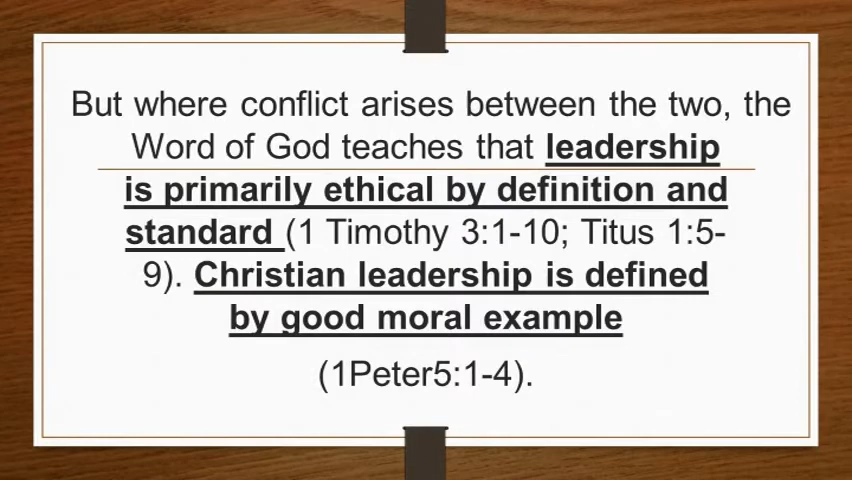 But where conflict arises between the two, the
Word of God teaches that leadership
is primarily ethical by definition and
standard (1 Timothy 3:1-10; Titus 1:5-
9). Christian leadership is defined
by good moral example
(1Peter5:1-4).